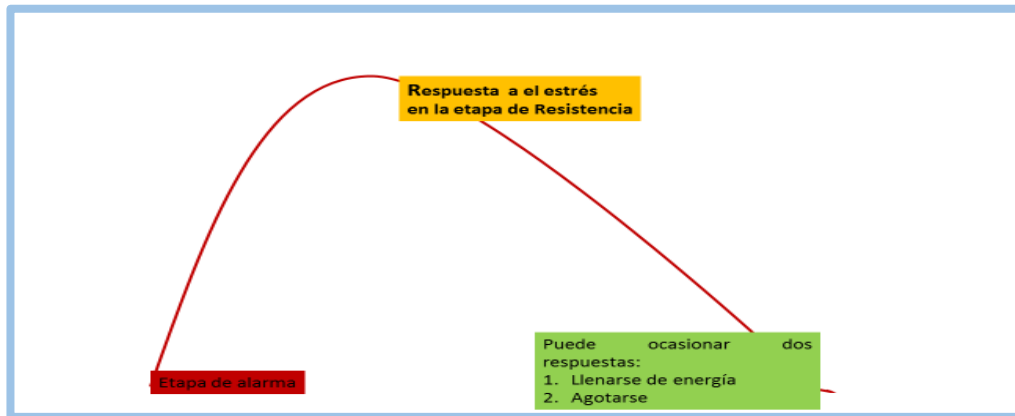 Respuesta a el estrés
en la etapa de Resistencia
Etapa de alarma
Puede ocasionar dos
respuestas:
1. Llenarse de energía
2. Agotarse